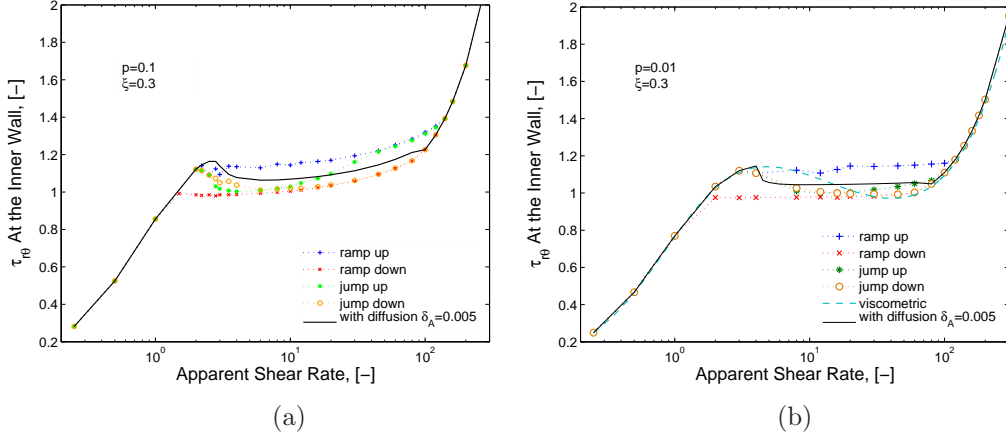 2
1.8
1.6
1.4
1.2
1
0.8
0.6
0.4
0.2
τrθ At the Inner Wall, [−]
p=0.1
ξ=0.3
ramp up
ramp down
jump up
jump down
with diffusion δA=0.005
10^0
10^1
10^2
Apparent Shear Rate, [−]
(a)
2
1.8
1.6
1.4
1.2
1
0.8
0.6
0.4
0.2
τrθ At the Inner Wall, [−]
p=0.01
ξ=0.3
ramp up
ramp down
jump up
jump down
viscometric
with diffusion δA=0.005
10^0
10^1
10^2
Apparent Shear Rate, [−]
(b)